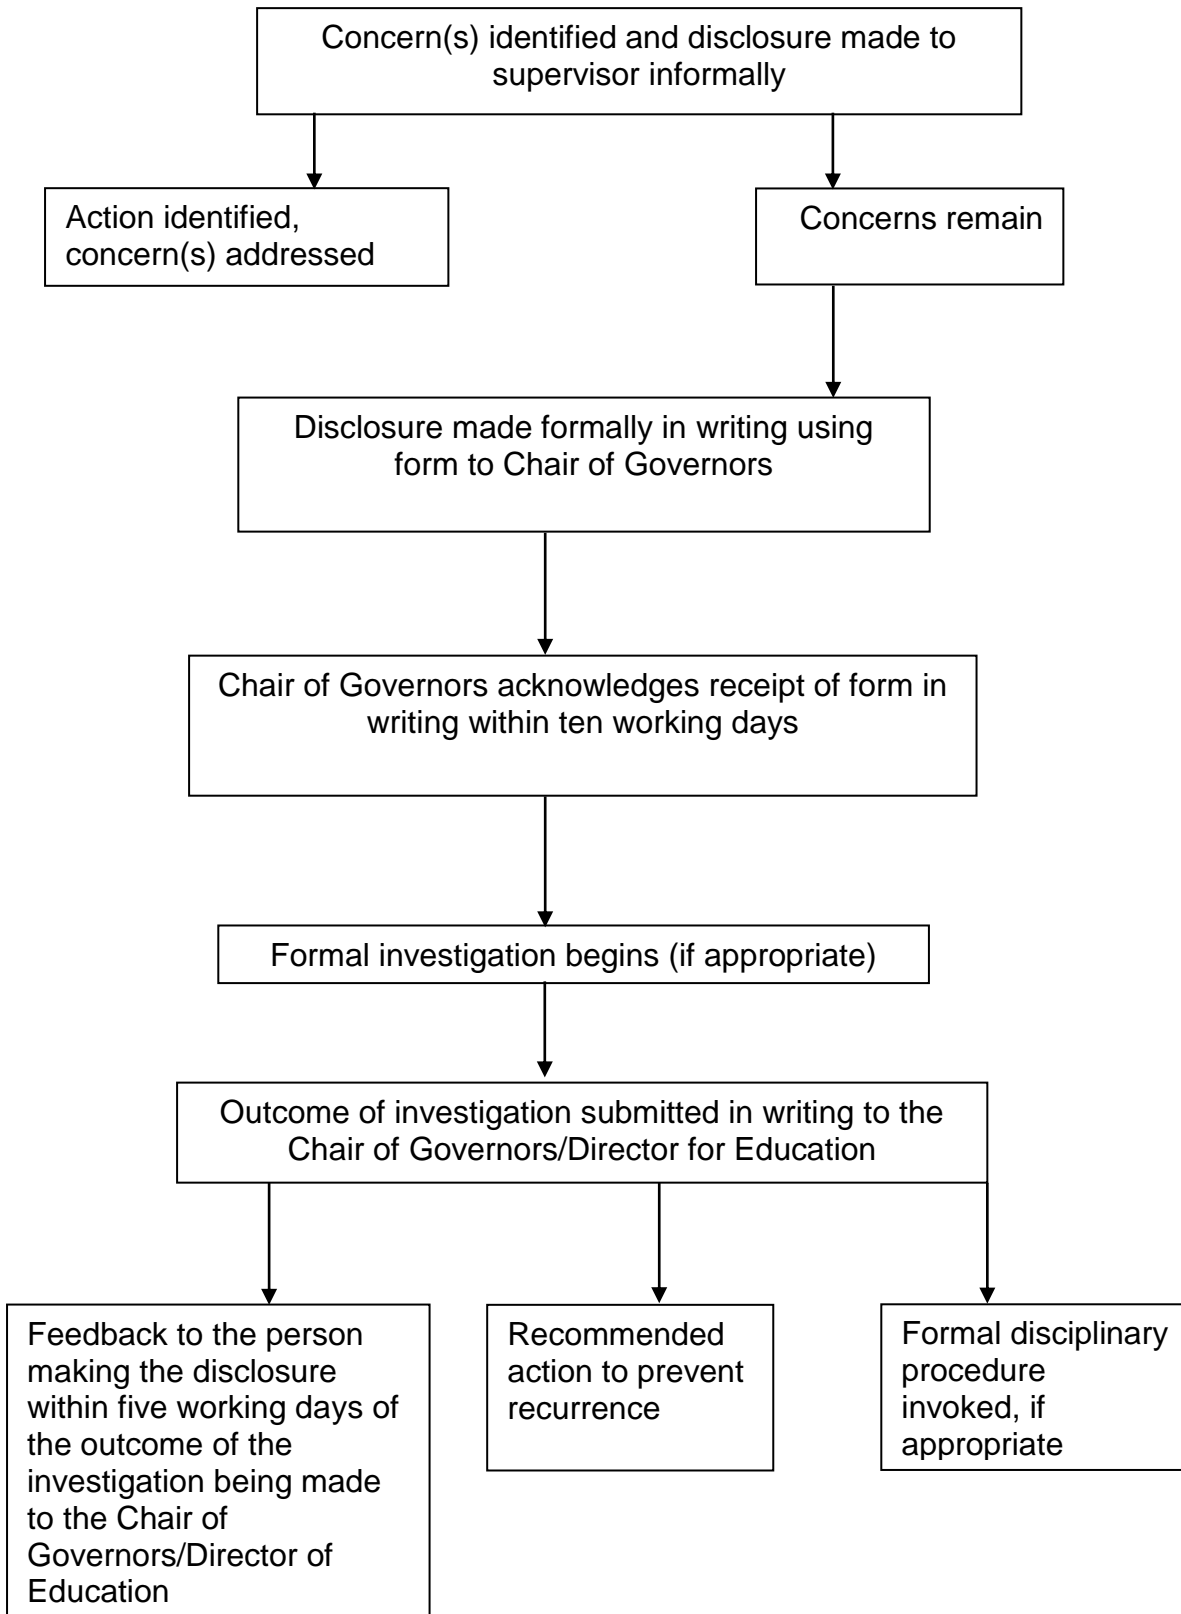 Concern(s) identified and disclosure made to
supervisor informally
Action identified,
concern(s) addressed
Concerns remain
Disclosure made formally in writing using
form to Chair of Governors
Chair of Governors acknowledges receipt of form in
writing within ten working days
Formal investigation begins (if appropriate)
Outcome of investigation submitted in writing to the
Chair of Governors/Director for Education
Feedback to the person
making the disclosure
within five working days of
the outcome of the
investigation being made
to the Chair of
Governors/Director of
Education
Recommended
action to prevent
recurrence
Formal disciplinary
procedure
invoked, if
appropriate